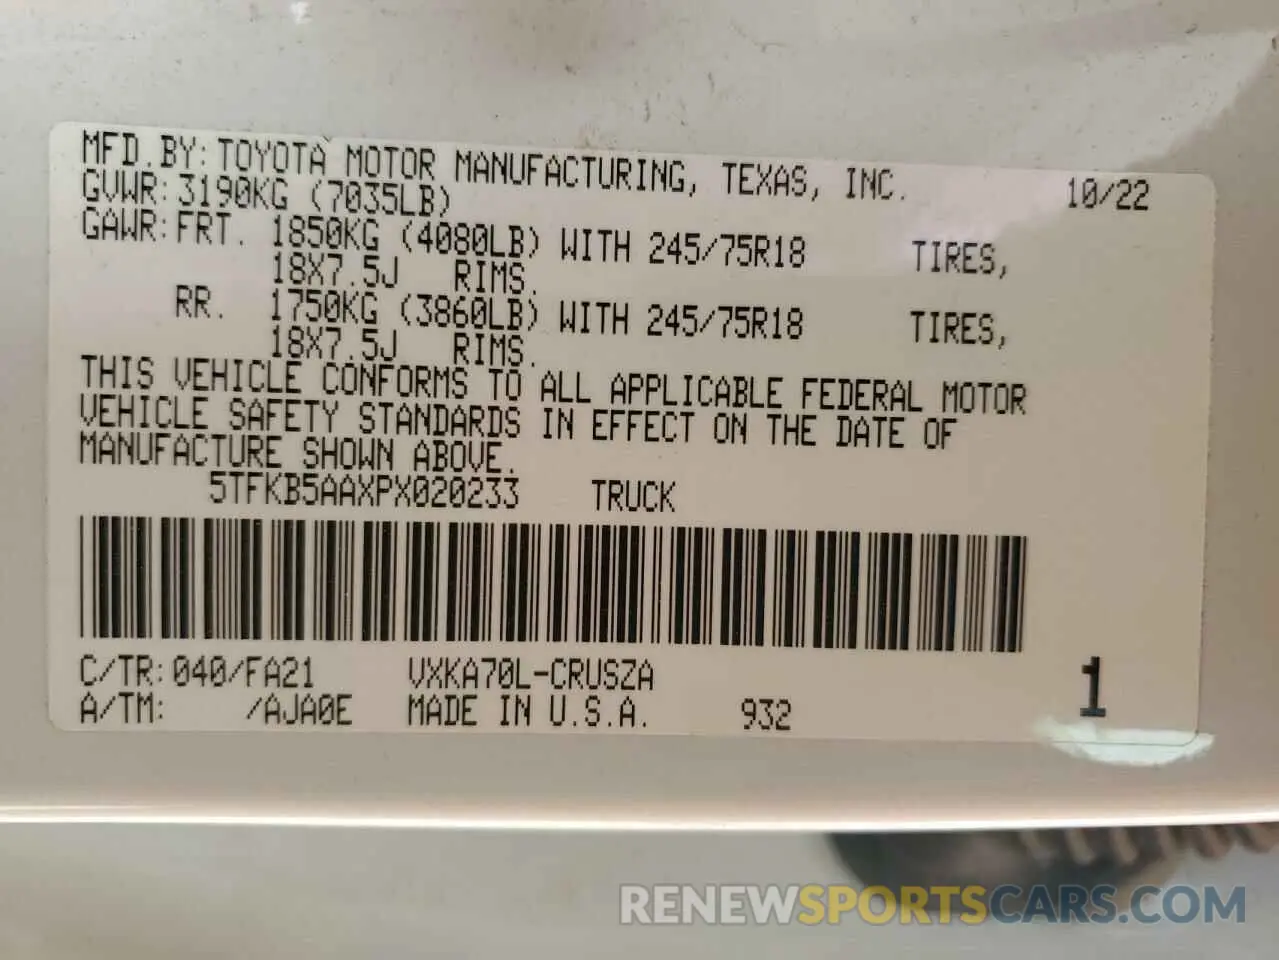 MFD.BY:TOYOTA MOTOR MANUFACTURING, TEXAS, INC. 10/22
GVWR:3190KG (7035LB)
GAWR:FRT. 1850KG (4080LB) WITH 245/75R18 TIRES,
18X7.5J RIMS.
RR. 1750KG (3860LB) WITH 245/75R18 TIRES,
18X7.5J RIMS.
THIS VEHICLE CONFORMS TO ALL APPLICABLE FEDERAL MOTOR
VEHICLE SAFETY STANDARDS IN EFFECT ON THE DATE OF
MANUFACTURE SHOWN ABOVE.
5TFKB5AAXPX020233 TRUCK
C/TR:040/FA21 VXKA70L-CRUSZA
A/TM: /AJA0E MADE IN U.S.A. 932 1
RENEWSPORTSCARS.COM